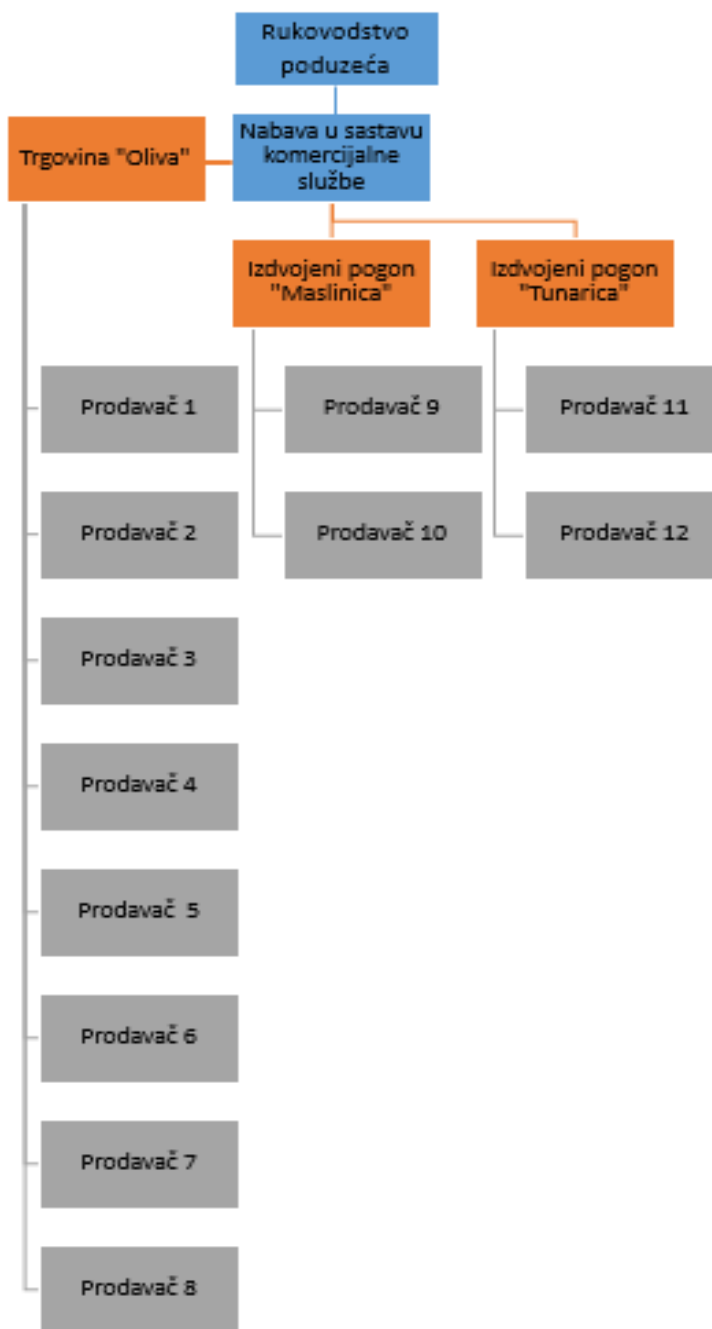 Rukovodstvo
poduzeća
Trgovina "Oliva"
Nabava u sastavu
komercijalne
službe
Izdvojeni pogon
"Maslinica"
Izdvojeni pogon
"Tunarica"
Prodavač 1
Prodavač 9
Prodavač 11
Prodavač 2
Prodavač 10
Prodavač 12
Prodavač 3
Prodavač 4
Prodavač 5
Prodavač 6
Prodavač 7
Prodavač 8